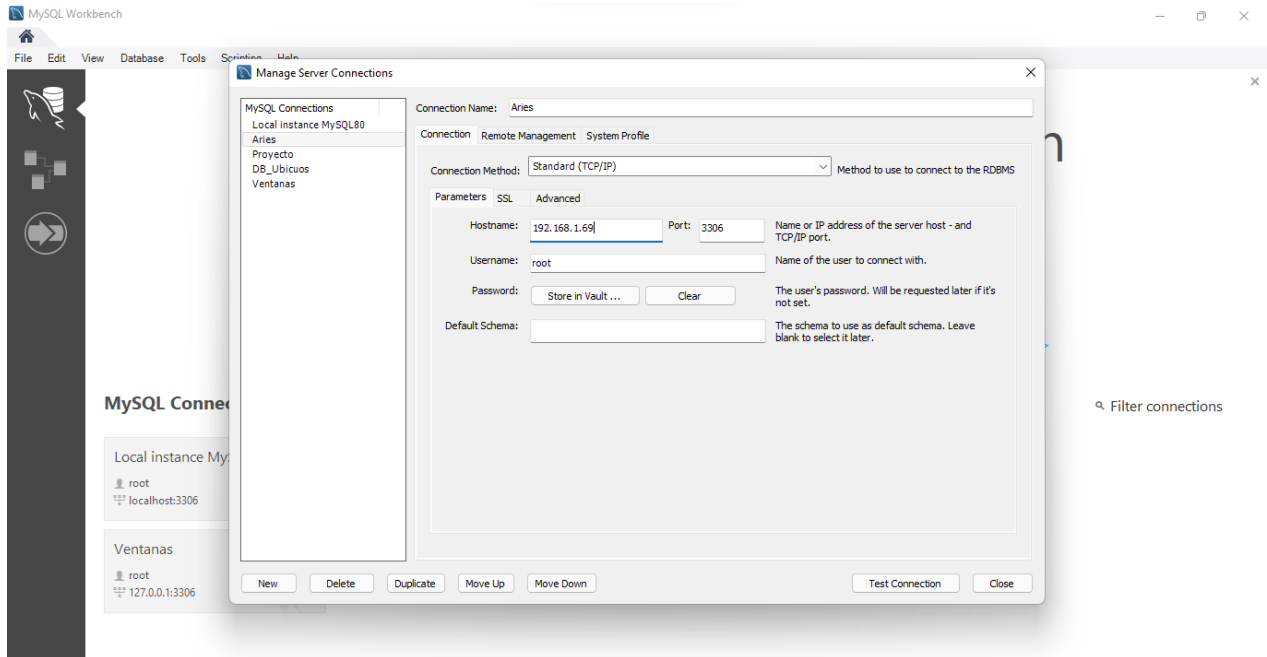 MySQL Workbench
File Edit View Database Tools Scripting Help
Manage Server Connections
MySQL Connections
Local instance MySQL80
Aries
Proyecto
DB_Ubicuos
Ventanas
Connection Name: Aries
Connection Remote Management System Profile
Connection Method: Standard (TCP/IP) Method to use to connect to the RDBMS
Parameters SSL Advanced
Hostname: 192.168.1.69 Port: 3306 Name or IP address of the server host - and
TCP/IP port.
Username: root Name of the user to connect with.
Password: Store in Vault ... Clear The user's password. Will be requested later if it's
not set.
Default Schema: The schema to use as default schema. Leave
blank to select it later.
New Delete Duplicate Move Up Move Down Test Connection Close
n
MySQL Connec
Filter connections
Local instance My
root
localhost:3306
Ventanas
root
127.0.0.1:3306